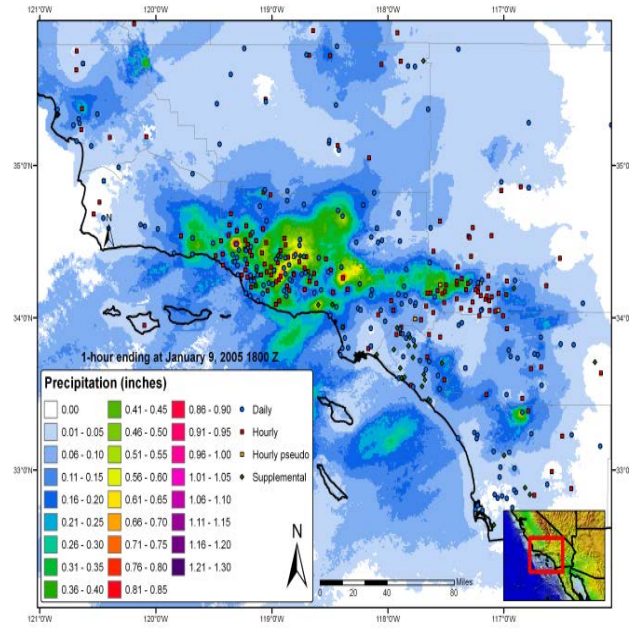 121°0'W 120°0'W 119°0'W 118°0'W 117°0'W
35°0'N 35°0'N
N
34°0'N 34°0'N
1-hour ending at January 9, 2005 1800 Z
Precipitation (inches)
0.00 0.41 - 0.45 0.86 - 0.90 Daily
0.01 - 0.05 0.46 - 0.50 0.91 - 0.95 Hourly
0.06 - 0.10 0.51 - 0.55 0.96 - 1.00 Hourly pseudo
0.11 - 0.15 0.56 - 0.60 1.01 - 1.05 Supplemental
0.16 - 0.20 0.61 - 0.65 1.06 - 1.10
0.21 - 0.25 0.66 - 0.70 1.11 - 1.15
0.26 - 0.30 0.71 - 0.75 1.16 - 1.20
0.31 - 0.35 0.76 - 0.80 1.21 - 1.30
0.36 - 0.40 0.81 - 0.85
33°0'N 33°0'N
N
Miles
0 20 40 80
121°0'W 120°0'W 119°0'W 118°0'W 117°0'W